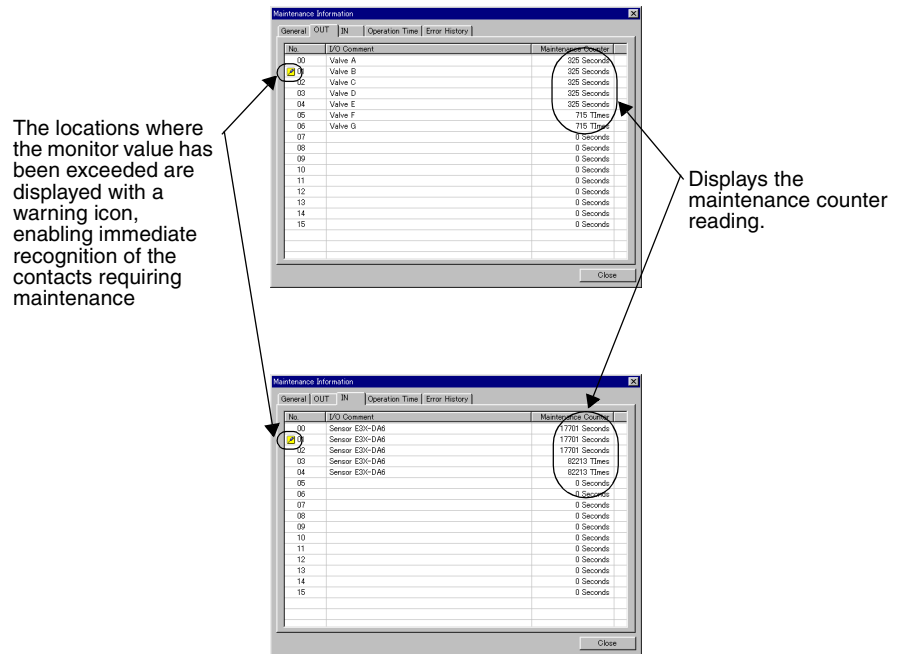 Maintenance Information
General OUT IN Operation Time Error History
No. I/O Comment Maintenance Counter
00 Valve A 325 Seconds
01 Valve B 325 Seconds
02 Valve C 325 Seconds
03 Valve D 325 Seconds
04 Valve E 325 Seconds
05 Valve F 715 TImes
06 Valve G 715 TImes
07 0 Seconds
08 0 Seconds
09 0 Seconds
10 0 Seconds
11 0 Seconds
12 0 Seconds
13 0 Seconds
14 0 Seconds
15 0 Seconds
Close
The locations where
the monitor value has
been exceeded are
displayed with a
warning icon,
enabling immediate
recognition of the
contacts requiring
maintenance
Displays the
maintenance counter
reading.
Maintenance Information
General OUT IN Operation Time Error History
No. I/O Comment Maintenance Counter
00 Sensor E3X-DA6 17701 Seconds
01 Sensor E3X-DA6 17701 Seconds
02 Sensor E3X-DA6 17701 Seconds
03 Sensor E3X-DA6 82213 TImes
04 Sensor E3X-DA6 82213 TImes
05 0 Seconds
06 0 Seconds
07 0 Seconds
08 0 Seconds
09 0 Seconds
10 0 Seconds
11 0 Seconds
12 0 Seconds
13 0 Seconds
14 0 Seconds
15 0 Seconds
Close